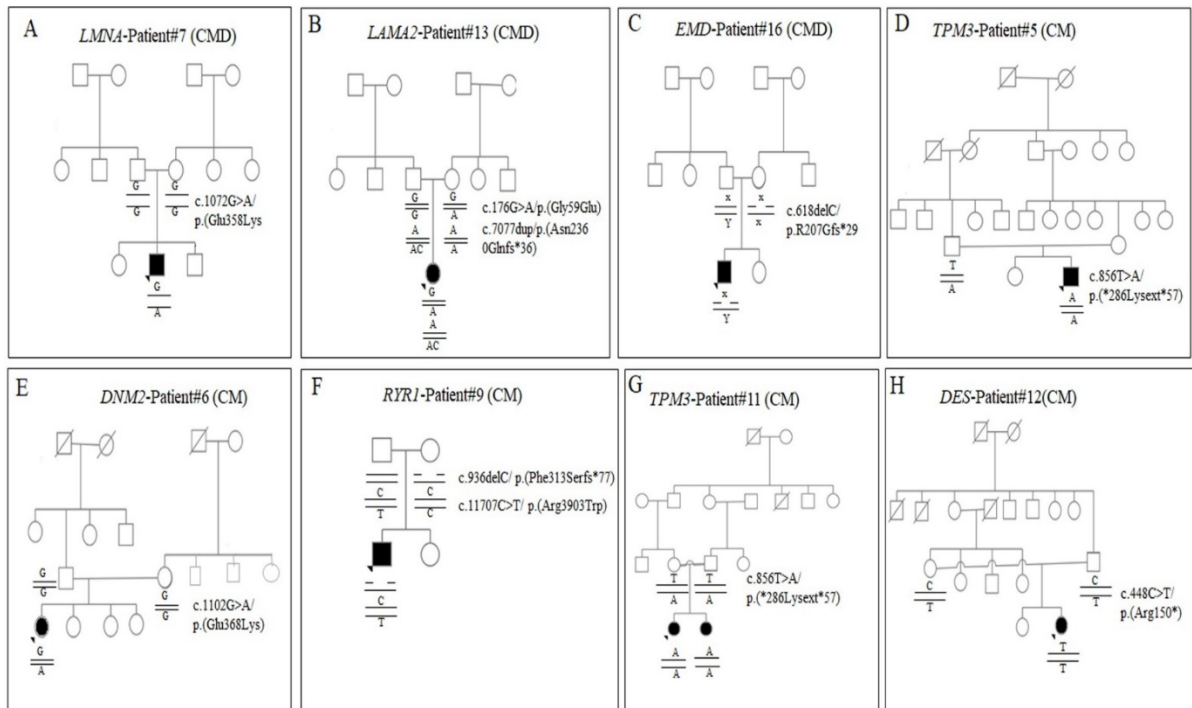 A
LMNA-Patient#7 (CMD)
G
G
G
G
c.1072G>A/
p.(Glu358Lys
G
A
B
LAMA2-Patient#13 (CMD)
G
G
A
AC
G
A
A
A
c.176G>A/p.(Gly59Glu)
c.7077dup/p.(Asn236
0Glnfs*36)
G
A
A
AC
C
EMD-Patient#16 (CMD)
x
Y
x
x
c.618delC/
p.R207Gfs*29
x
Y
D
TPM3-Patient#5 (CM)
T
A
c.856T>A/
p.(*286Lysext*57)
A
A
E
DNM2-Patient#6 (CM)
G
G
G
G
c.1102G>A/
p.(Glu368Lys)
G
A
F
RYR1-Patient#9 (CM)
c.936delC/ p.(Phe313Serfs*77)
C
C
T
C
c.11707C>T/ p.(Arg3903Trp)
C
T
G
TPM3-Patient#11 (CM)
T
A
T
A
c.856T>A/
p.(*286Lysext*57)
A
A
A
A
H
DES-Patient#12(CM)
C
T
C
T
c.448C>T/
p.(Arg150*)
T
T